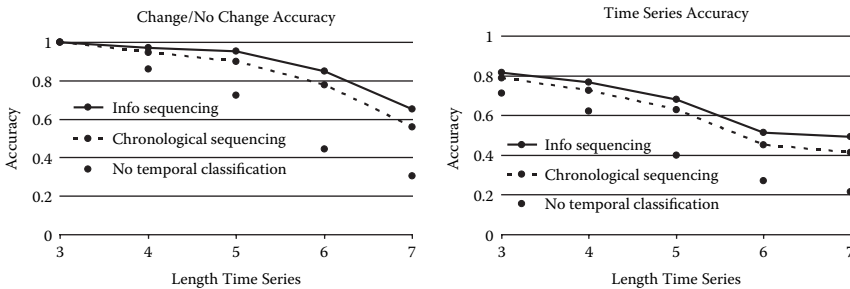 Change/No Change Accuracy
1
0.8
0.6
0.4
0.2
0
Accuracy
Info sequencing
Chronological sequencing
No temporal classification
3 4 5 6 7
Length Time Series
Time Series Accuracy
1
0.8
0.6
0.4
0.2
0
Accuracy
Info sequencing
Chronological sequencing
No temporal classification
3 4 5 6 7
Length Time Series